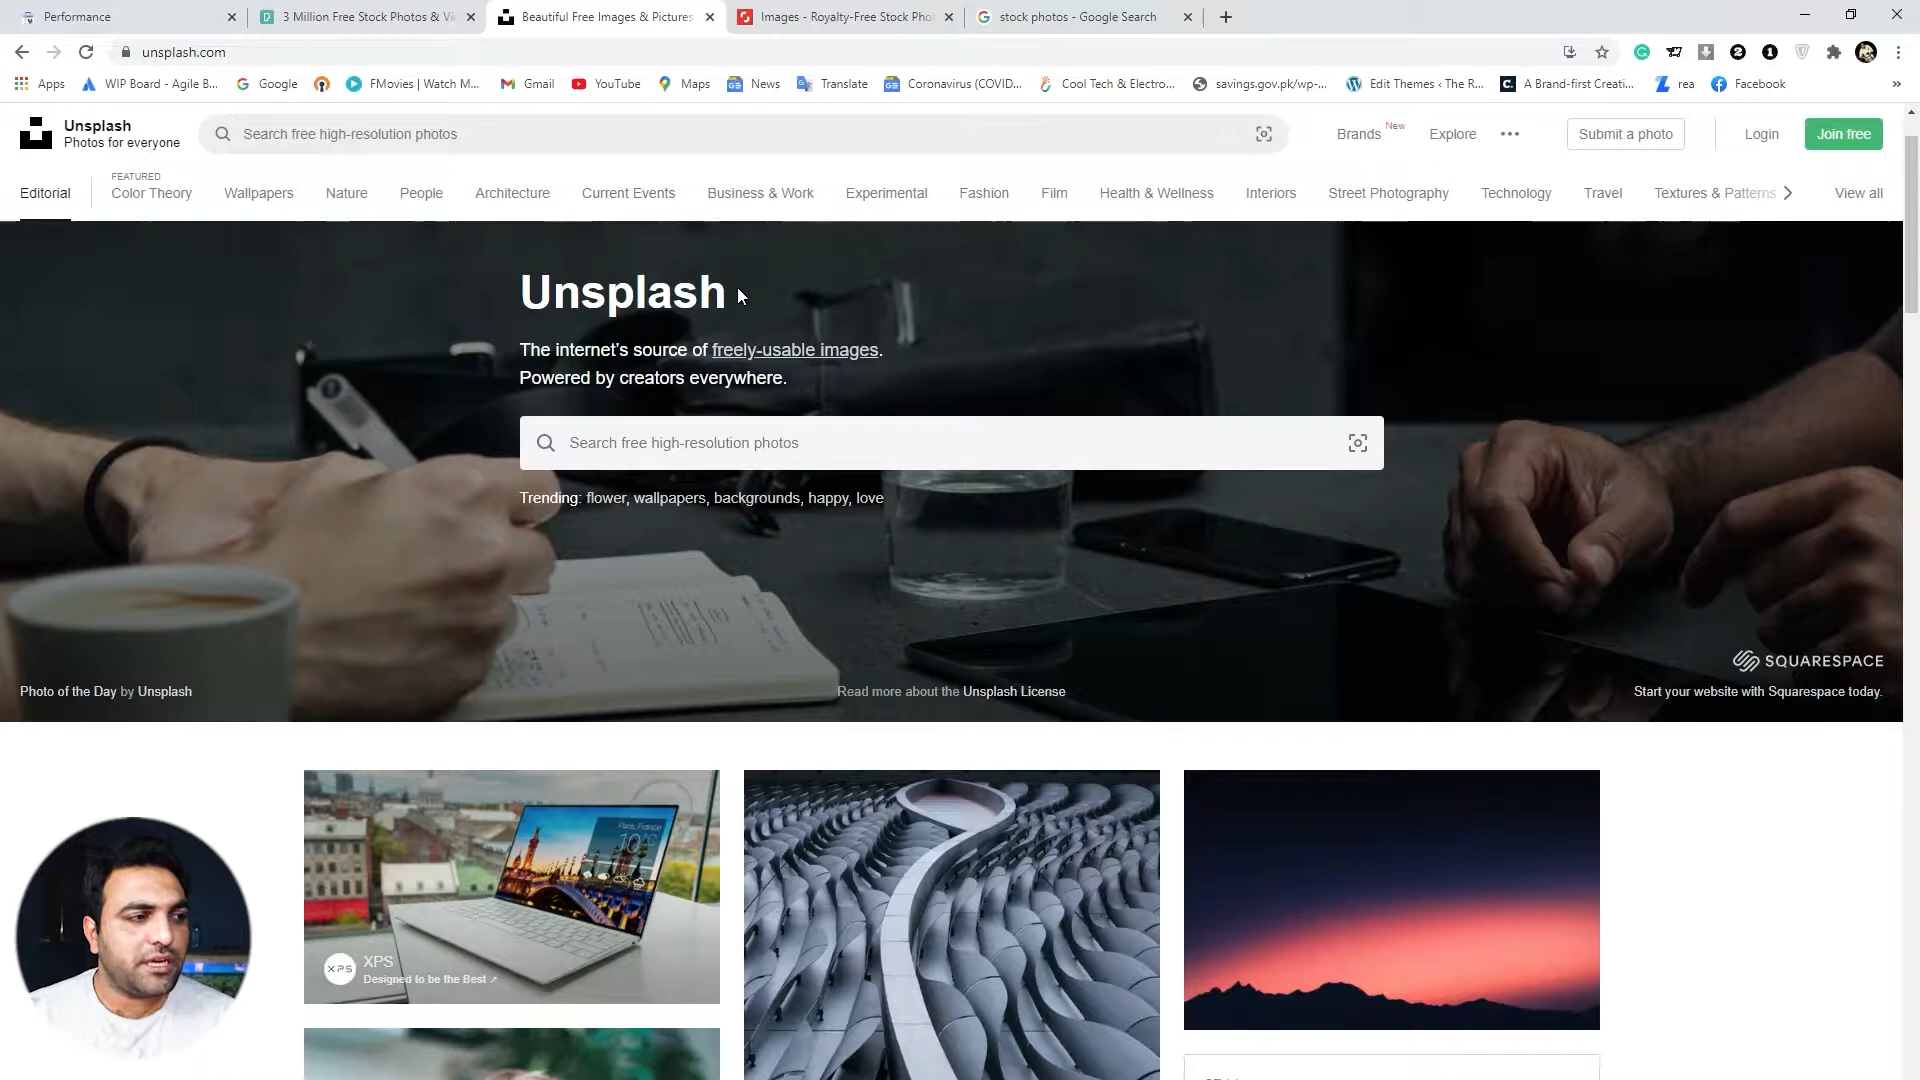 Performance
3 Million Free Stock Photos & Vi
Beautiful Free Images & Pictures
Images - Royalty-Free Stock Pho
stock photos - Google Search
unsplash.com
Apps
WIP Board - Agile B...
Google
FMovies | Watch M...
Gmail
YouTube
Maps
News
Translate
Coronavirus (COVID...
Cool Tech & Electro...
savings.gov.pk/wp-...
Edit Themes ‹ The R...
A Brand-first Creati...
rea
Facebook
»
Unsplash
Photos for everyone
Search free high-resolution photos
Brands New
Explore
Submit a photo
Login
Join free
Editorial
FEATURED
Color Theory
Wallpapers
Nature
People
Architecture
Current Events
Business & Work
Experimental
Fashion
Film
Health & Wellness
Interiors
Street Photography
Technology
Travel
Textures & Patterns
View all
Unsplash
The internet’s source of freely-usable images.
Powered by creators everywhere.
Search free high-resolution photos
Trending: flower, wallpapers, backgrounds, happy, love
SQUARESPACE
Photo of the Day by Unsplash
Read more about the Unsplash License
Start your website with Squarespace today.
Paris, France
10°C
XPS
XPS
Designed to be the Best ↗